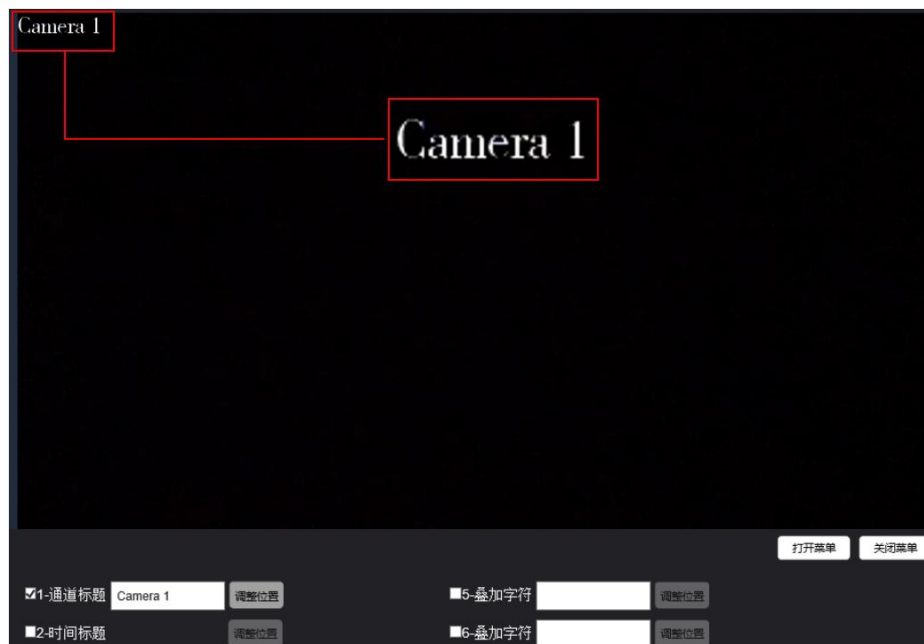 Camera 1
Camera 1
打开菜单 关闭菜单
1-通道标题 Camera 1 调整位置 5-叠加字符 调整位置
2-时间标题 调整位置 6-叠加字符 调整位置